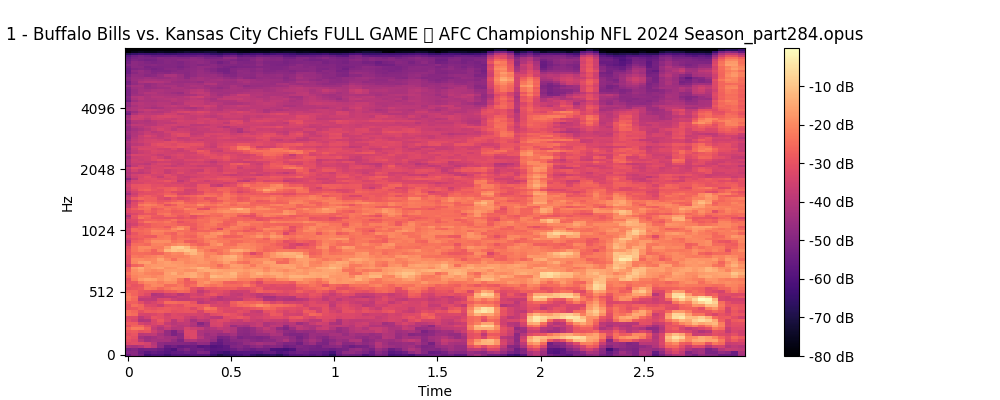 1 - Buffalo Bills vs. Kansas City Chiefs FULL GAME ▯ AFC Championship NFL 2024 Season_part284.opus
4096
2048
1024
512
0
Hz
0
0.5
1
1.5
2
2.5
Time
-10 dB
-20 dB
-30 dB
-40 dB
-50 dB
-60 dB
-70 dB
-80 dB